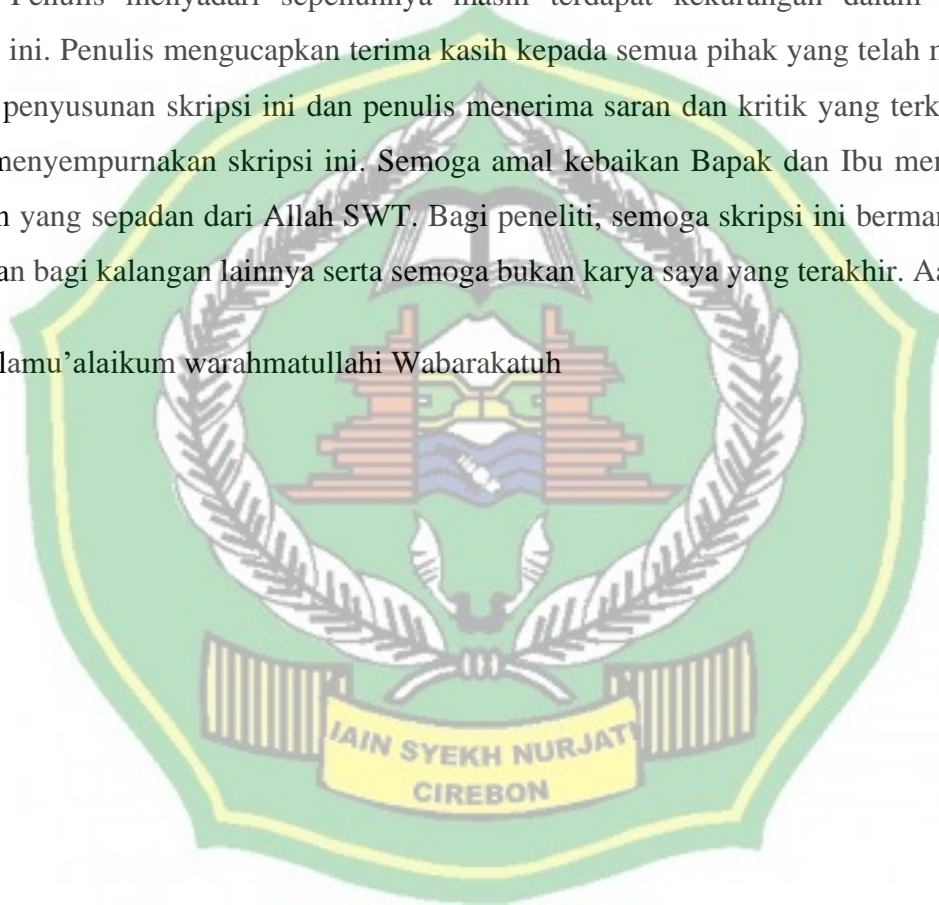 Penulis menyadari sepenuhnya masih terdapat kekurangan dalam
ini. Penulis mengucapkan terima kasih kepada semua pihak yang telah
penyusunan skripsi ini dan penulis menerima saran dan kritik yang
menyempurnakan skripsi ini. Semoga amal kebaikan Bapak dan Ibu
yang sepadan dari Allah SWT. Bagi peneliti, semoga skripsi ini
bagi kalangan lainnya serta semoga bukan karya saya yang terakhir.
lamu’alaikum warahmatullahi Wabarakatuh
IAIN SYEKH NURJATI
CIREBON